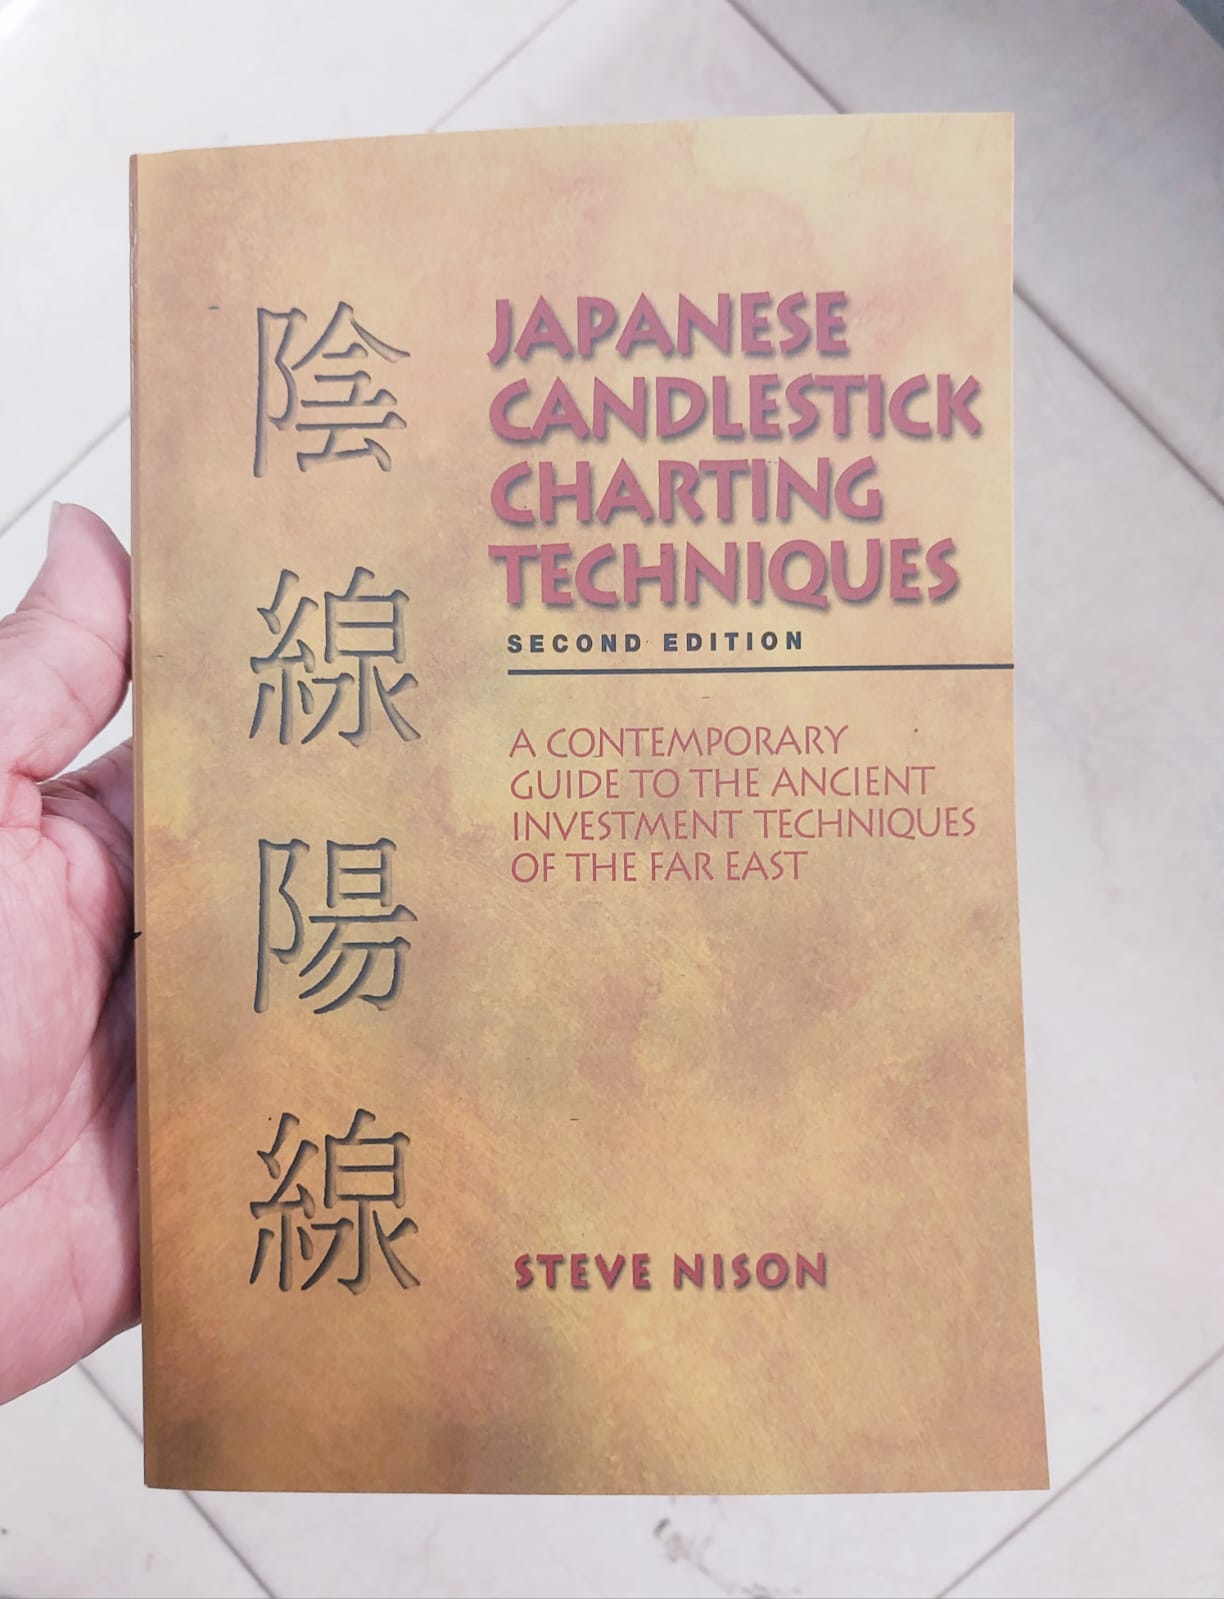 陰線陽線
JAPANESE
CANDLESTICK
CHARTING
TECHNIQUES
SECOND EDITION
A CONTEMPORARY
GUIDE TO THE ANCIENT
INVESTMENT TECHNIQUES
OF THE FAR EAST
STEVE NISON